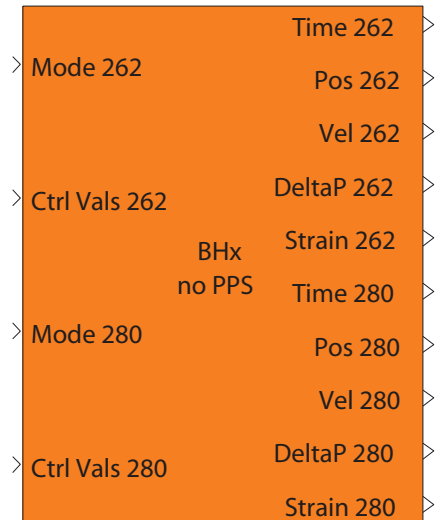 Time 262
Mode 262
Pos 262
Vel 262
DeltaP 262
Ctrl Vals 262
Strain 262
BHx
no PPS
Time 280
Mode 280
Pos 280
Vel 280
DeltaP 280
Ctrl Vals 280
Strain 280